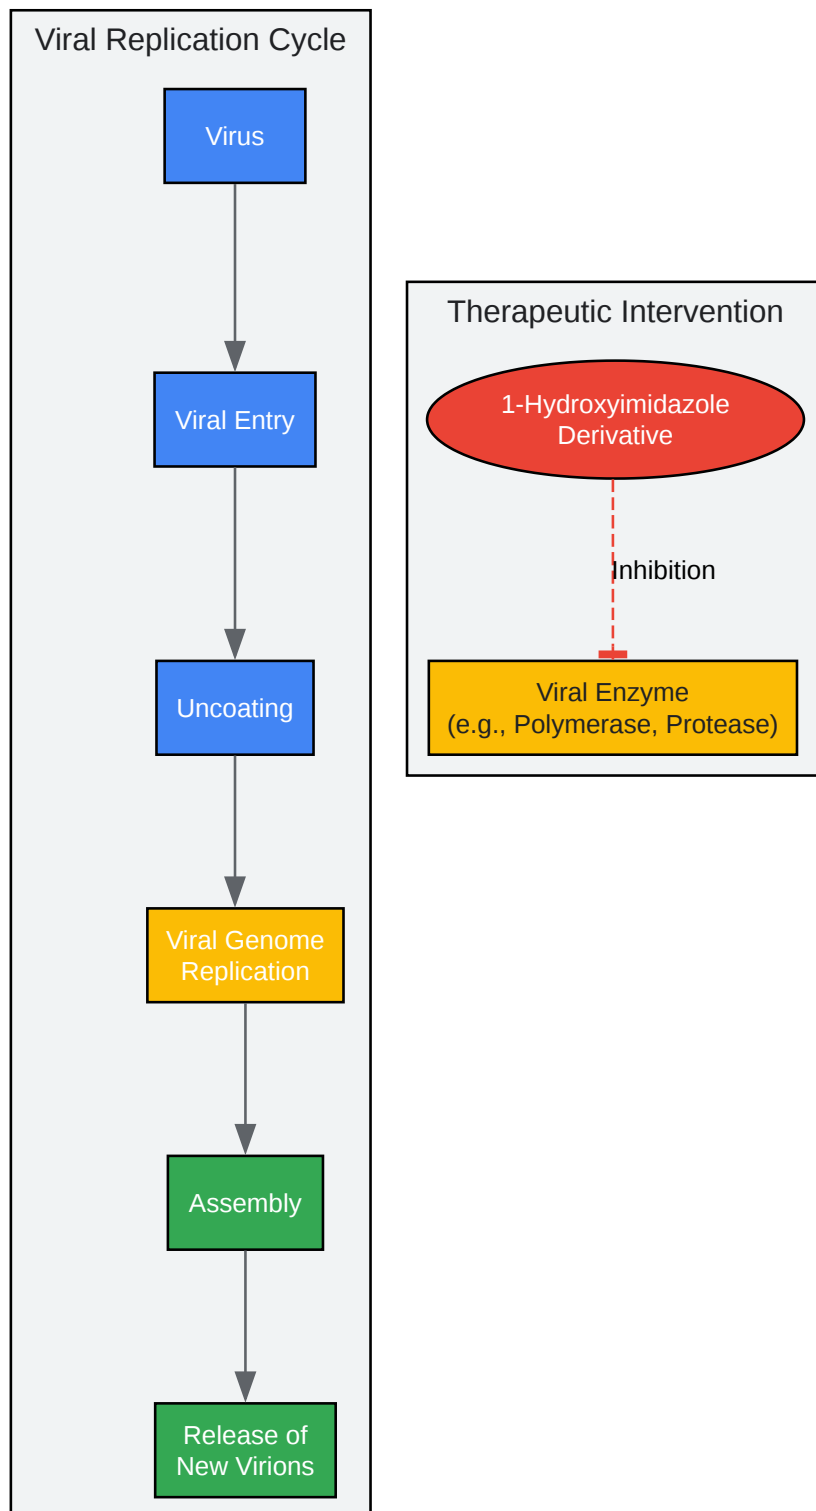 Viral Replication Cycle
Virus
Viral Entry
Uncoating
Viral Genome
Replication
Assembly
Release of
New Virions
Therapeutic Intervention
1-Hydroxyimidazole
Derivative
Inhibition
Viral Enzyme
(e.g., Polymerase, Protease)